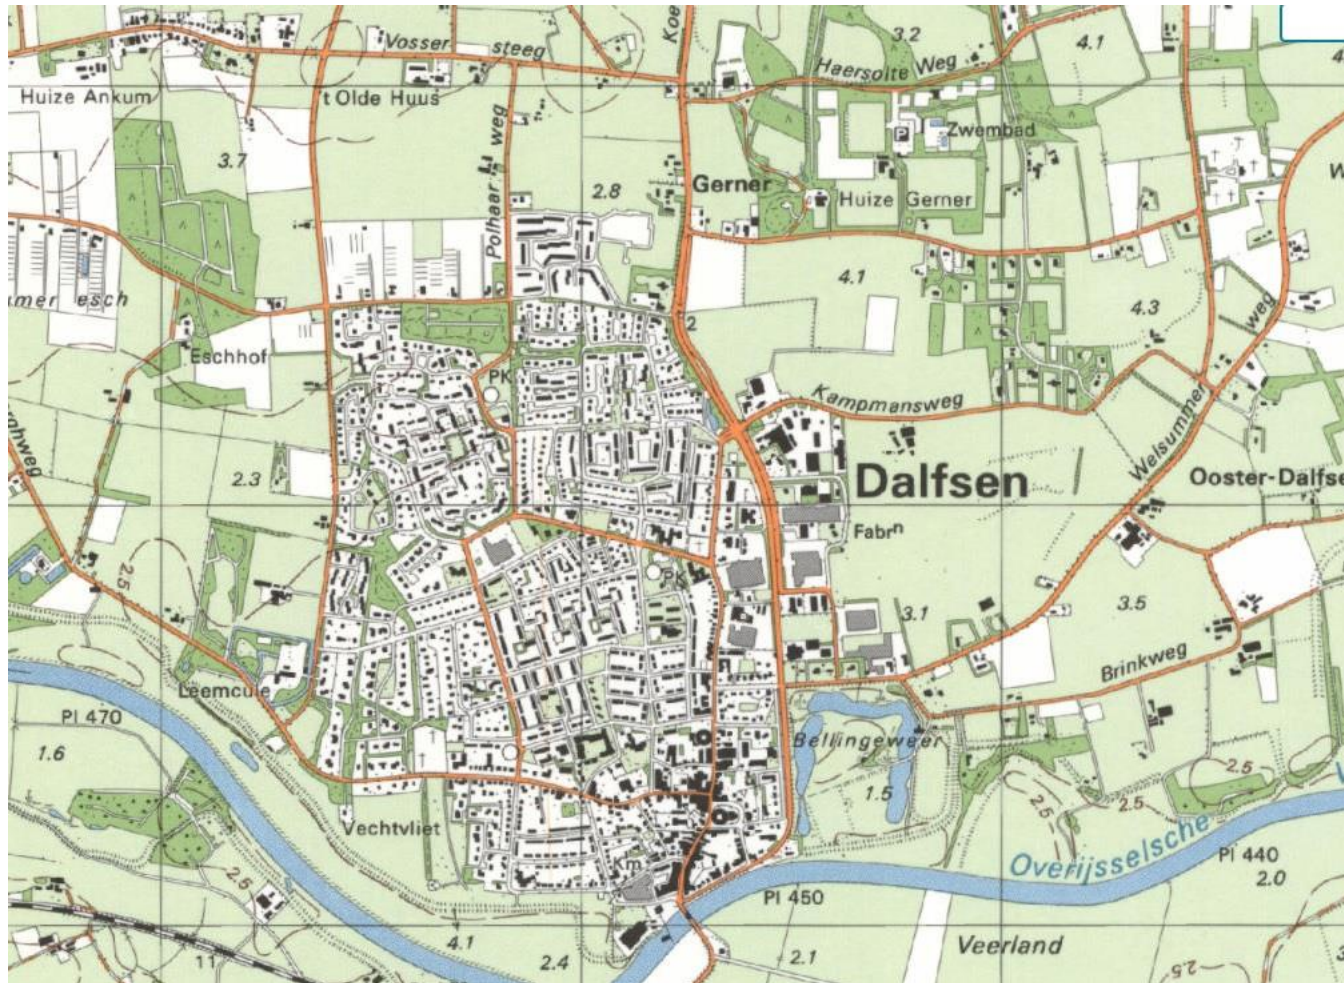 Vosser steeg
3.2
4.1
Haersolte Weg
Huize Ankum
't Olde Huus
Zwembad
P
3.7
Polhaar weg
2.8
Gerner
Huize Gerner
4.1
4.3
esch
weg
2
Eschhof
PK
Kampmansweg
Welsummer
2.3
Dalfsen
Ooster-Dalfse
Fabrn
2.5
PK
3.1
3.5
Brinkweg
Leemcule
Pl 470
Bellingeweer
1.6
2.5
1.5
2.5
2.5
Vechtvliet
Overijsselsche
Km
Pl 440
2.5
2.0
Pl 450
4.1
Veerland
11
2.4
2.1
2.5